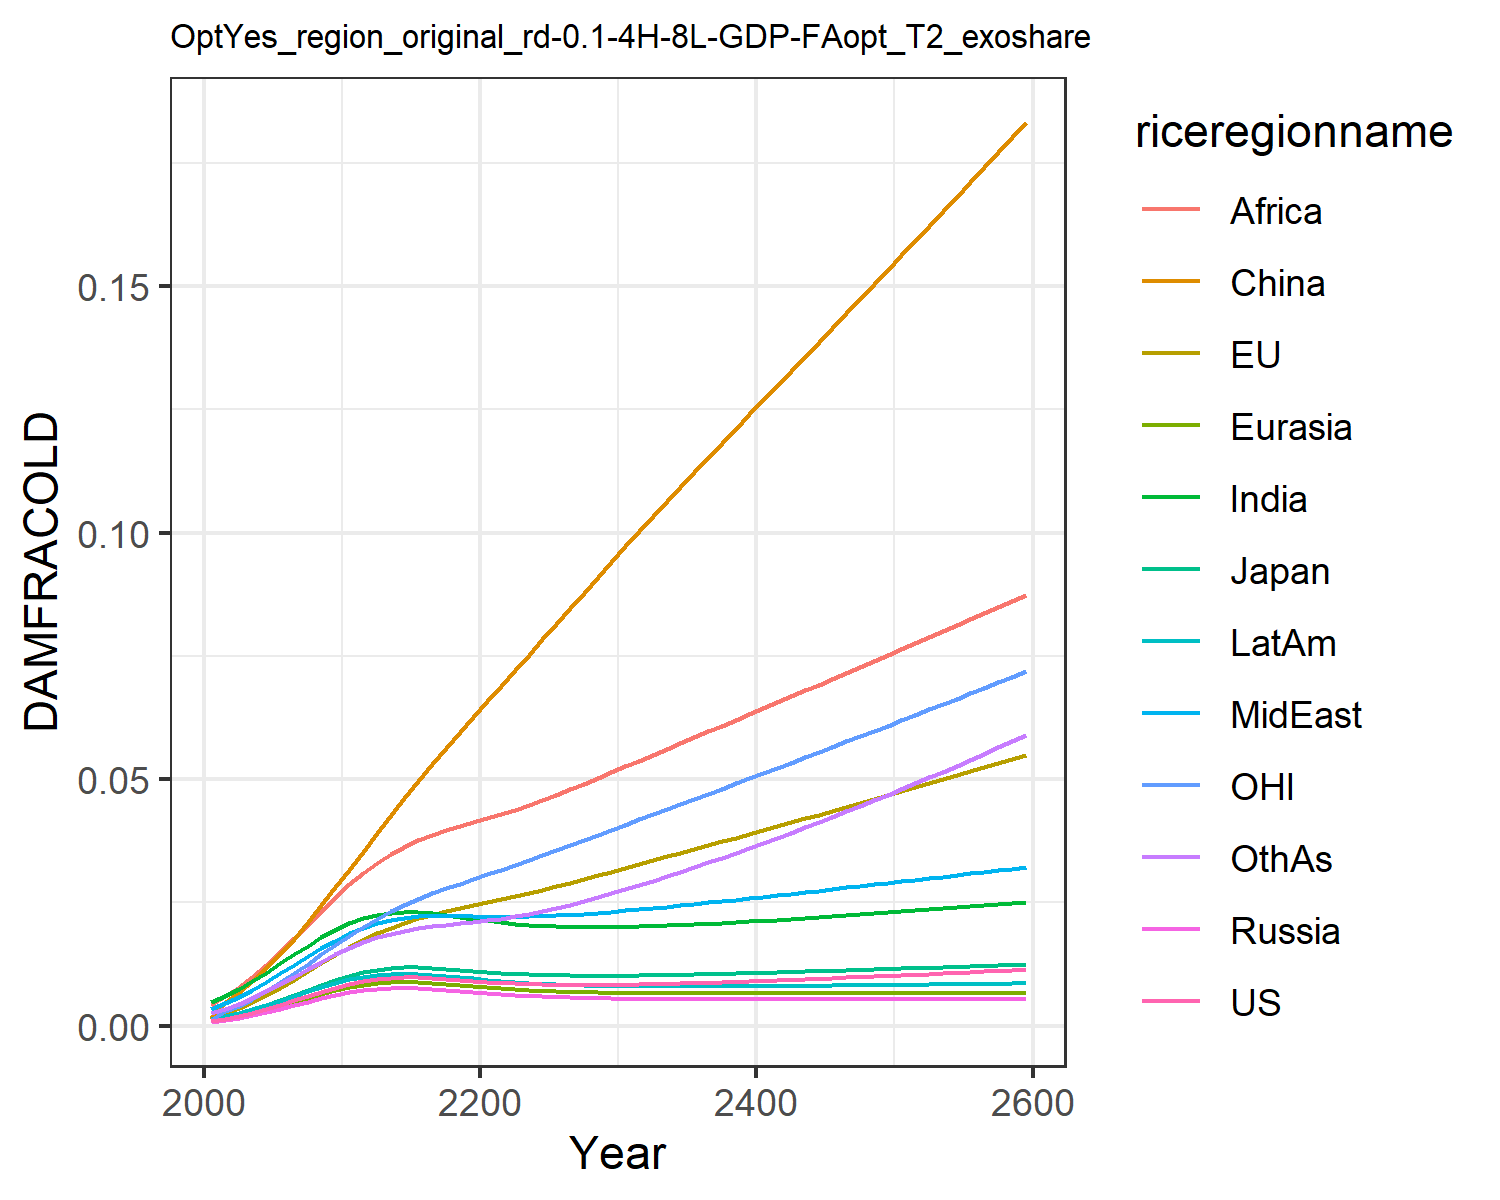 OptYes_region_original_rd-0.1-4H-8L-GDP-FAopt_T2_exoshare
riceregionname
Africa
China
EU
Eurasia
India
Japan
LatAm
MidEast
OHI
OthAs
Russia
US
DAMFRACOLD
0.15
0.10
0.05
0.00
2000 2200 2400 2600
Year